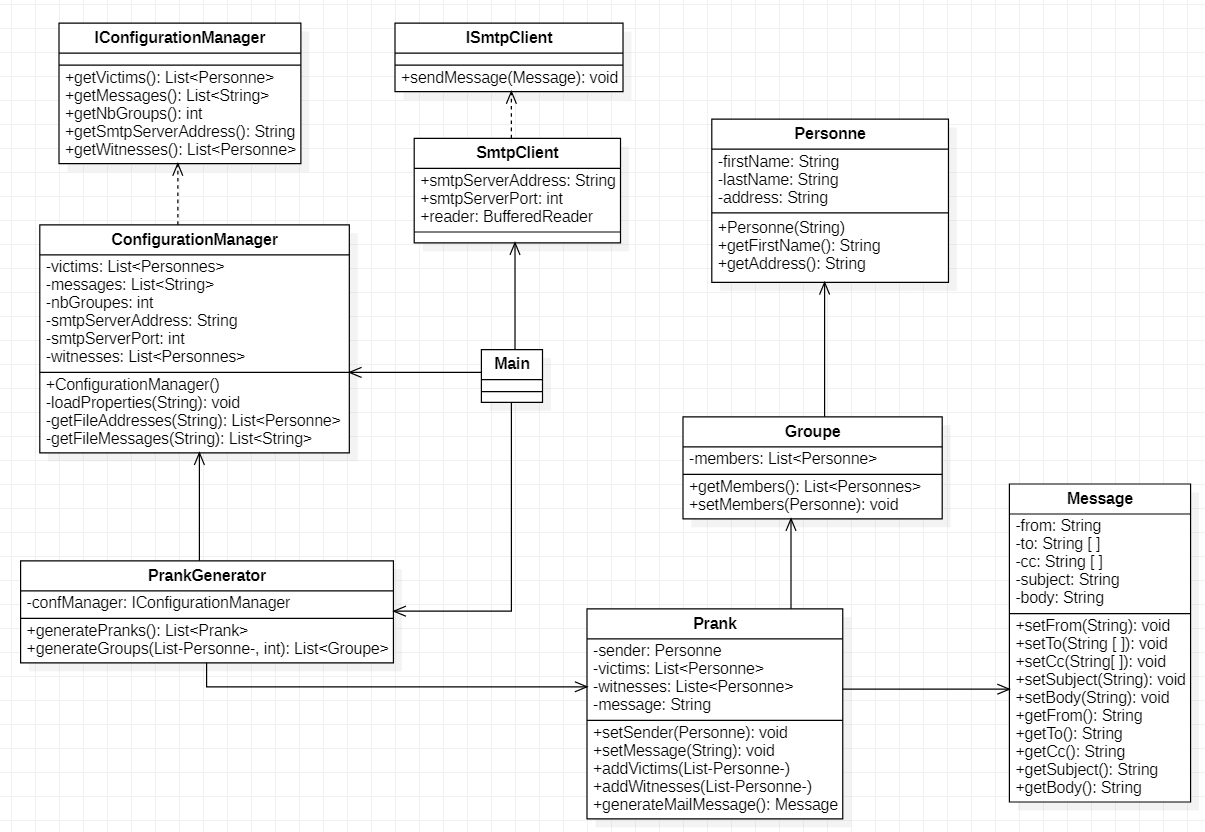 IConfigurationManager
+getVictims(): List<Personne>
+getMessages(): List<String>
+getNbGroups(): int
+getSmtpServerAddress(): String
+getWitnesses(): List<Personne>
ISmtpClient
+sendMessage(Message): void
SmtpClient
+smtpServerAddress: String
+smtpServerPort: int
+reader: BufferedReader
Personne
-firstName: String
-lastName: String
-address: String
+Personne(String)
+getFirstName(): String
+getAddress(): String
ConfigurationManager
-victims: List<Personnes>
-messages: List<String>
-nbGroupes: int
-smtpServerAddress: String
-smtpServerPort: int
-witnesses: List<Personnes>
+ConfigurationManager()
-loadProperties(String): void
-getFileAddresses(String): List<Personne>
-getFileMessages(String): List<String>
Main
Groupe
-members: List<Personne>
+getMembers(): List<Personnes>
+setMembers(Personne): void
Message
-from: String
-to: String [ ]
-cc: String [ ]
-subject: String
-body: String
+setFrom(String): void
+setTo(String [ ]): void
+setCc(String[ ]): void
+setSubject(String): void
+setBody(String): void
+getFrom(): String
+getTo(): String
+getCc(): String
+getSubject(): String
+getBody(): String
PrankGenerator
-confManager: IConfigurationManager
+generatePranks(): List<Prank>
+generateGroups(List-Personne-, int): List<Groupe>
Prank
-sender: Personne
-victims: List<Personne>
-witnesses: Liste<Personne>
-message: String
+setSender(Personne): void
+setMessage(String): void
+addVictims(List-Personne-)
+addWitnesses(List-Personne-)
+generateMailMessage(): Message